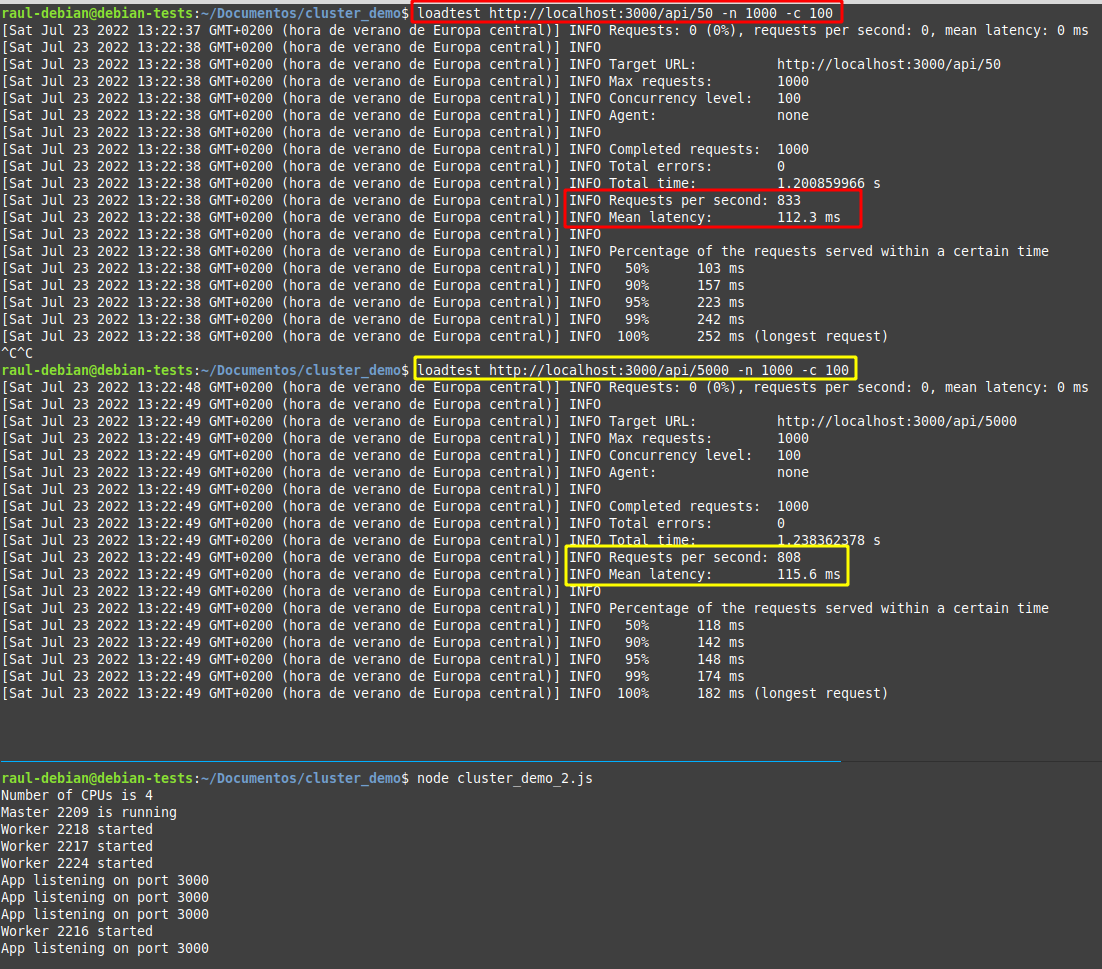 raul-debian@debian-tests:~/Documentos/cluster_demo$ loadtest http://localhost:3000/api/50 -n 1000 -c 100
[Sat Jul 23 2022 13:22:37 GMT+0200 (hora de verano de Europa central)] INFO Requests: 0 (0%), requests per second: 0, mean latency: 0 ms
[Sat Jul 23 2022 13:22:38 GMT+0200 (hora de verano de Europa central)] INFO
[Sat Jul 23 2022 13:22:38 GMT+0200 (hora de verano de Europa central)] INFO Target URL:          http://localhost:3000/api/50
[Sat Jul 23 2022 13:22:38 GMT+0200 (hora de verano de Europa central)] INFO Max requests:        1000
[Sat Jul 23 2022 13:22:38 GMT+0200 (hora de verano de Europa central)] INFO Concurrency level:   100
[Sat Jul 23 2022 13:22:38 GMT+0200 (hora de verano de Europa central)] INFO Agent:               none
[Sat Jul 23 2022 13:22:38 GMT+0200 (hora de verano de Europa central)] INFO
[Sat Jul 23 2022 13:22:38 GMT+0200 (hora de verano de Europa central)] INFO Completed requests:  1000
[Sat Jul 23 2022 13:22:38 GMT+0200 (hora de verano de Europa central)] INFO Total errors:        0
[Sat Jul 23 2022 13:22:38 GMT+0200 (hora de verano de Europa central)] INFO Total time:          1.200859966 s
[Sat Jul 23 2022 13:22:38 GMT+0200 (hora de verano de Europa central)] INFO Requests per second: 833
[Sat Jul 23 2022 13:22:38 GMT+0200 (hora de verano de Europa central)] INFO Mean latency:        112.3 ms
[Sat Jul 23 2022 13:22:38 GMT+0200 (hora de verano de Europa central)] INFO
[Sat Jul 23 2022 13:22:38 GMT+0200 (hora de verano de Europa central)] INFO Percentage of the requests served within a certain time
[Sat Jul 23 2022 13:22:38 GMT+0200 (hora de verano de Europa central)] INFO   50%      103 ms
[Sat Jul 23 2022 13:22:38 GMT+0200 (hora de verano de Europa central)] INFO   90%      157 ms
[Sat Jul 23 2022 13:22:38 GMT+0200 (hora de verano de Europa central)] INFO   95%      223 ms
[Sat Jul 23 2022 13:22:38 GMT+0200 (hora de verano de Europa central)] INFO   99%      242 ms
[Sat Jul 23 2022 13:22:38 GMT+0200 (hora de verano de Europa central)] INFO  100%      252 ms (longest request)
^C^C
raul-debian@debian-tests:~/Documentos/cluster_demo$ loadtest http://localhost:3000/api/5000 -n 1000 -c 100
[Sat Jul 23 2022 13:22:48 GMT+0200 (hora de verano de Europa central)] INFO Requests: 0 (0%), requests per second: 0, mean latency: 0 ms
[Sat Jul 23 2022 13:22:49 GMT+0200 (hora de verano de Europa central)] INFO
[Sat Jul 23 2022 13:22:49 GMT+0200 (hora de verano de Europa central)] INFO Target URL:          http://localhost:3000/api/5000
[Sat Jul 23 2022 13:22:49 GMT+0200 (hora de verano de Europa central)] INFO Max requests:        1000
[Sat Jul 23 2022 13:22:49 GMT+0200 (hora de verano de Europa central)] INFO Concurrency level:   100
[Sat Jul 23 2022 13:22:49 GMT+0200 (hora de verano de Europa central)] INFO Agent:               none
[Sat Jul 23 2022 13:22:49 GMT+0200 (hora de verano de Europa central)] INFO
[Sat Jul 23 2022 13:22:49 GMT+0200 (hora de verano de Europa central)] INFO Completed requests:  1000
[Sat Jul 23 2022 13:22:49 GMT+0200 (hora de verano de Europa central)] INFO Total errors:        0
[Sat Jul 23 2022 13:22:49 GMT+0200 (hora de verano de Europa central)] INFO Total time:          1.238362378 s
[Sat Jul 23 2022 13:22:49 GMT+0200 (hora de verano de Europa central)] INFO Requests per second: 808
[Sat Jul 23 2022 13:22:49 GMT+0200 (hora de verano de Europa central)] INFO Mean latency:        115.6 ms
[Sat Jul 23 2022 13:22:49 GMT+0200 (hora de verano de Europa central)] INFO
[Sat Jul 23 2022 13:22:49 GMT+0200 (hora de verano de Europa central)] INFO Percentage of the requests served within a certain time
[Sat Jul 23 2022 13:22:49 GMT+0200 (hora de verano de Europa central)] INFO   50%      118 ms
[Sat Jul 23 2022 13:22:49 GMT+0200 (hora de verano de Europa central)] INFO   90%      142 ms
[Sat Jul 23 2022 13:22:49 GMT+0200 (hora de verano de Europa central)] INFO   95%      148 ms
[Sat Jul 23 2022 13:22:49 GMT+0200 (hora de verano de Europa central)] INFO   99%      174 ms
[Sat Jul 23 2022 13:22:49 GMT+0200 (hora de verano de Europa central)] INFO  100%      182 ms (longest request)
raul-debian@debian-tests:~/Documentos/cluster_demo$ node cluster_demo_2.js
Number of CPUs is 4
Master 2209 is running
Worker 2218 started
Worker 2217 started
Worker 2224 started
App listening on port 3000
App listening on port 3000
App listening on port 3000
Worker 2216 started
App listening on port 3000